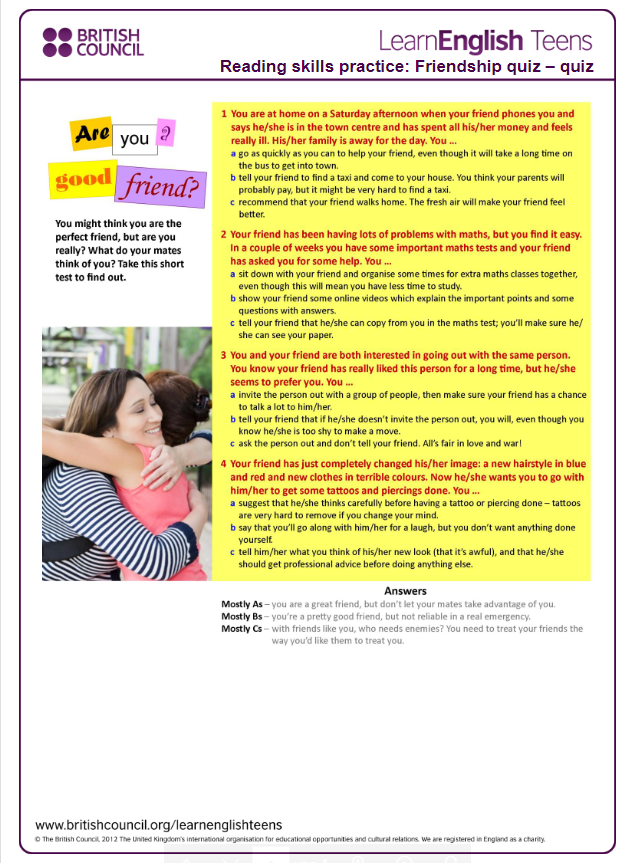 BRITISH
COUNCIL
LearnEnglish Teens
Reading skills practice: Friendship quiz – quiz
Are you a
good friend?
You might think you are the
perfect friend, but are you
really? What do your mates
think of you? Take this short
test to find out.
1 You are at home on a Saturday afternoon when your friend phones you and
says he/she is in the town centre and has spent all his/her money and feels
really ill. His/her family is away for the day. You ...
a go as quickly as you can to help your friend, even though it will take a long time on
the bus to get into town.
b tell your friend to find a taxi and come to your house. You think your parents will
probably pay, but it might be very hard to find a taxi.
c recommend that your friend walks home. The fresh air will make your friend feel
better.
2 Your friend has been having lots of problems with maths, but you find it easy.
In a couple of weeks you have some important maths tests and your friend
has asked you for some help. You ...
a sit down with your friend and organise some times for extra maths classes together,
even though this will mean you have less time to study.
b show your friend some online videos which explain the important points and some
questions with answers.
c tell your friend that he/she can copy from you in the maths test; you'll make sure he/
she can see your paper.
3 You and your friend are both interested in going out with the same person.
You know your friend has really liked this person for a long time, but he/she
seems to prefer you. You ...
a invite the person out with a group of people, then make sure your friend has a chance
to talk a lot to him/her.
b tell your friend that if he/she doesn't invite the person out, you will, even though you
know he/she is too shy to make a move.
c ask the person out and don't tell your friend. All's fair in love and war!
4 Your friend has just completely changed his/her image: a new hairstyle in blue
and red and new clothes in terrible colours. Now he/she wants you to go with
him/her to get some tattoos and piercings done. You ...
a suggest that he/she thinks carefully before having a tattoo or piercing done – tattoos
are very hard to remove if you change your mind.
b say that you'll go along with him/her for a laugh, but you don't want anything done
yourself.
c tell him/her what you think of his/her new look (that it's awful), and that he/she
should get professional advice before doing anything else.
Answers
Mostly As – you are a great friend, but don't let your mates take advantage of you.
Mostly Bs – you're a pretty good friend, but not reliable in a real emergency.
Mostly Cs – with friends like you, who needs enemies? You need to treat your friends the
way you'd like them to treat you.
www.britishcouncil.org/learnenglishteens
© The British Council, 2012 The United Kingdom's international organisation for educational opportunities and cultural relations. We are registered in England as a charity.